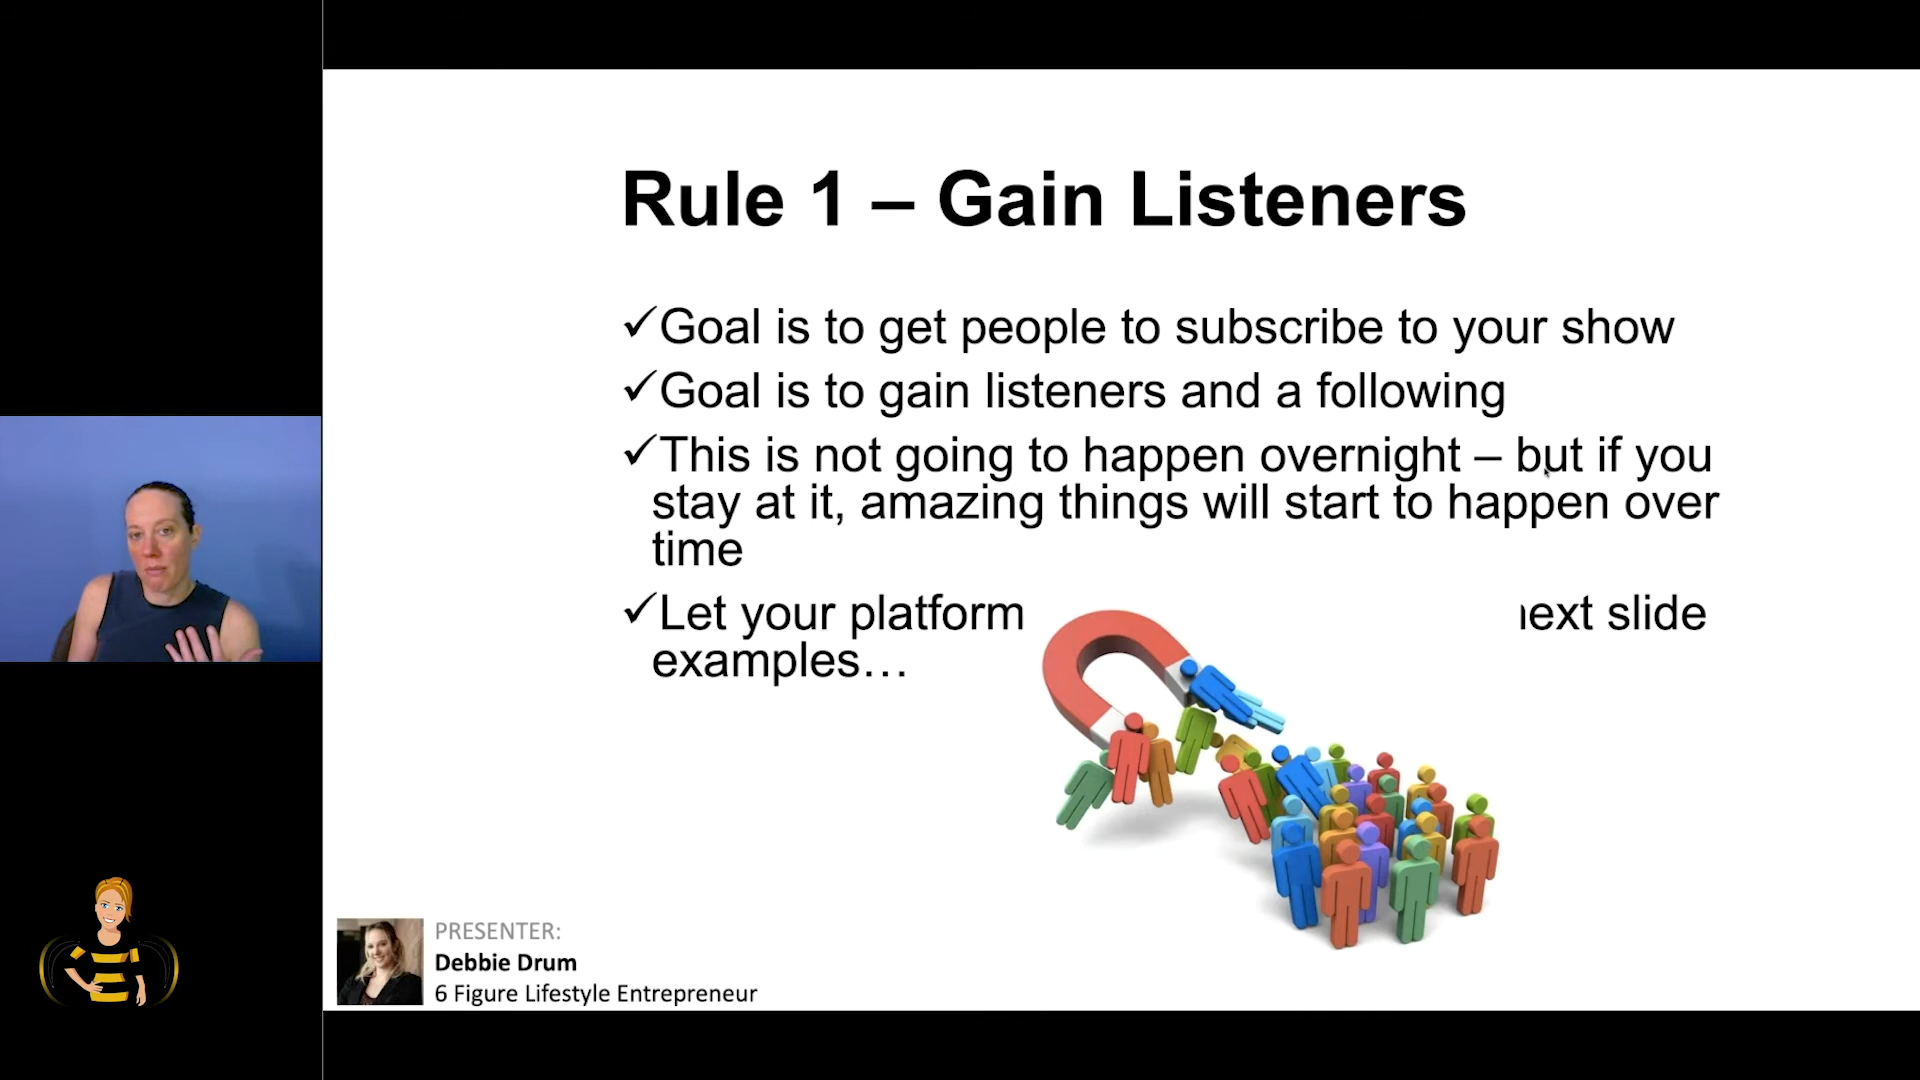 Rule 1 – Gain Listeners
✓Goal is to get people to subscribe to your show
✓Goal is to gain listeners and a following
✓This is not going to happen overnight – but if you
stay at it, amazing things will start to happen over
time
✓Let your platform slide
examples…
PRESENTER:
Debbie Drum
6 Figure Lifestyle Entrepreneur